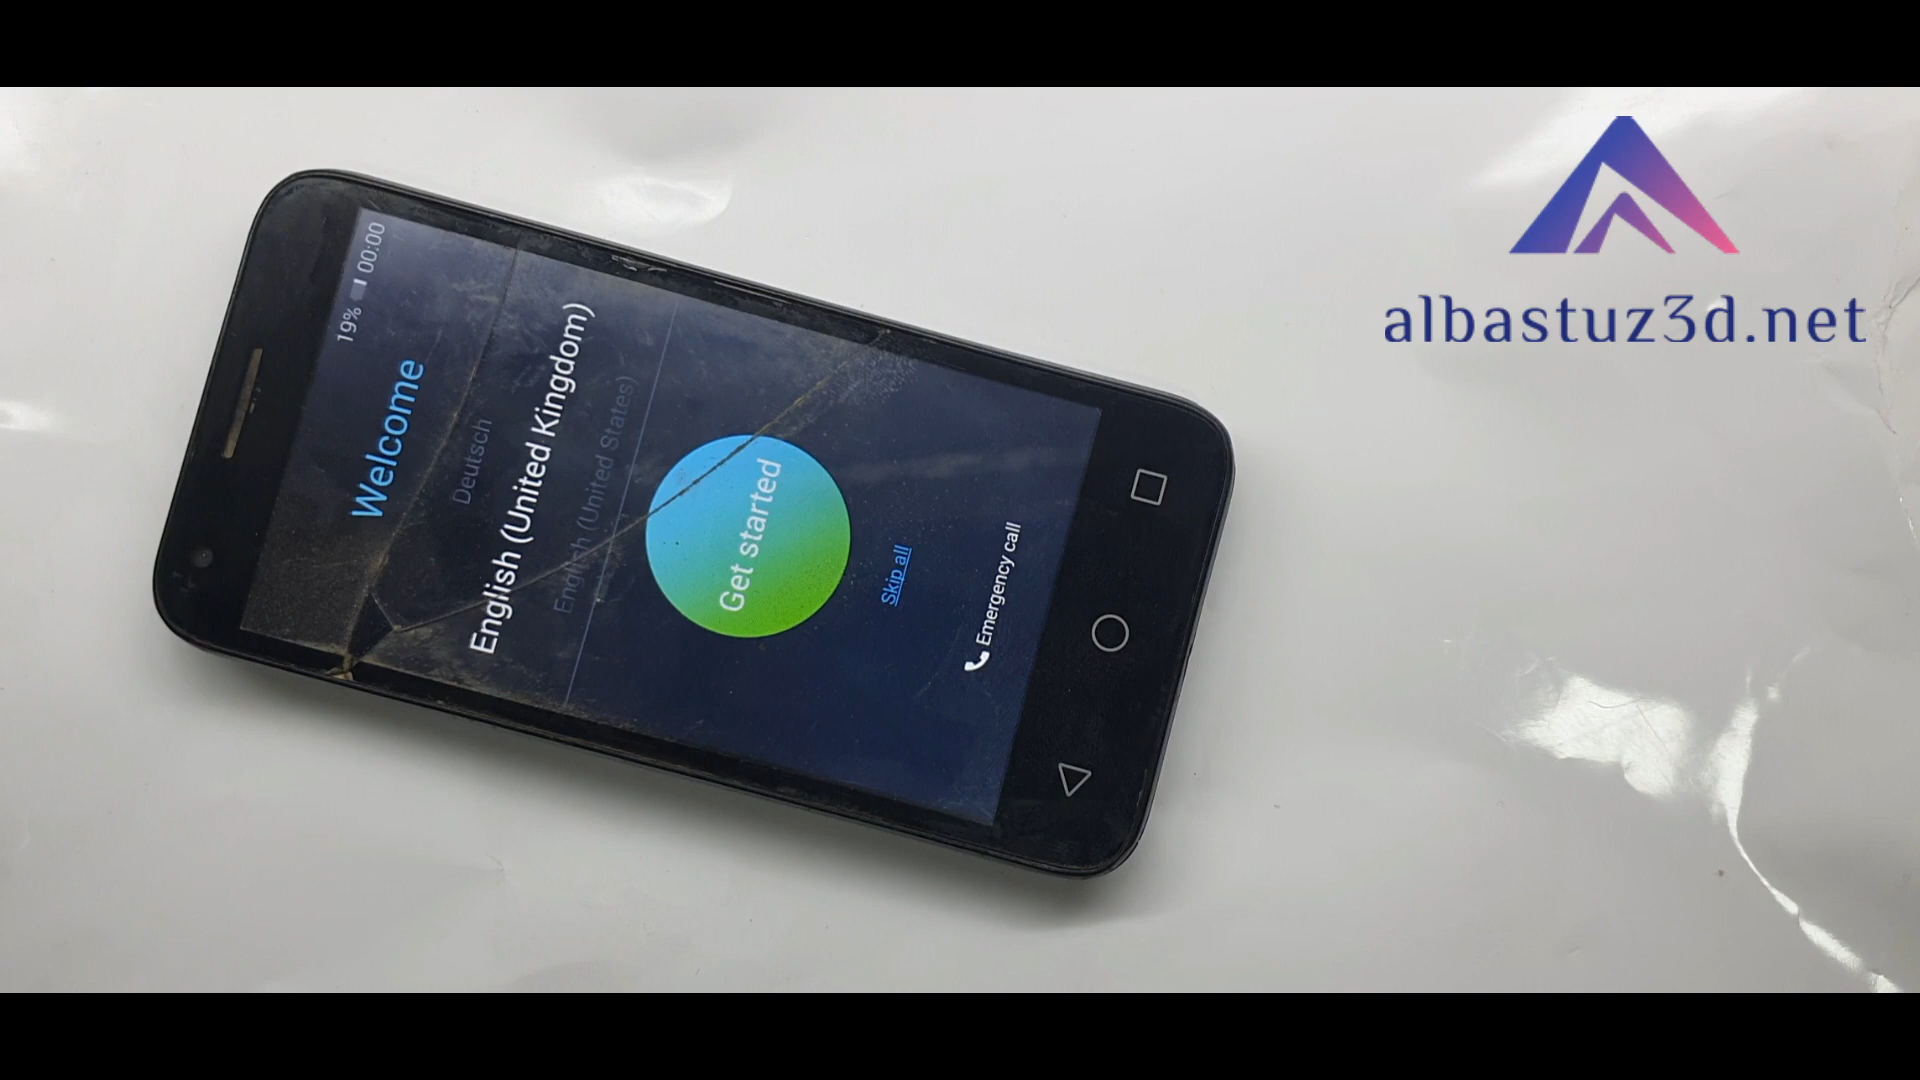 19% 00:00
Welcome
Deutsch
English (United Kingdom)
English (United States)
Get started
Skip all
Emergency call
albastuz3d.net